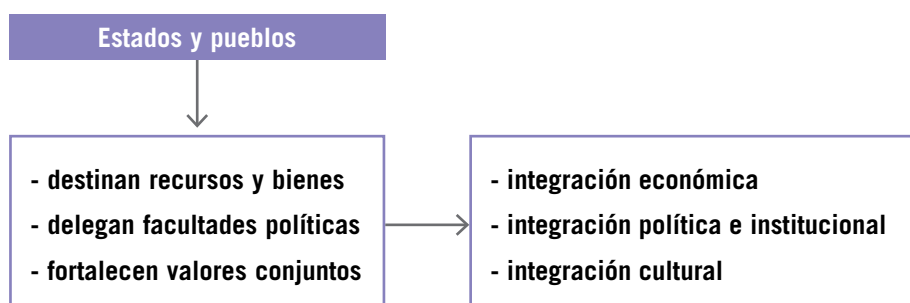 Estados y pueblos
- destinan recursos y bienes
- delegan facultades políticas
- fortalecen valores conjuntos
- integración económica
- integración política e institucional
- integración cultural